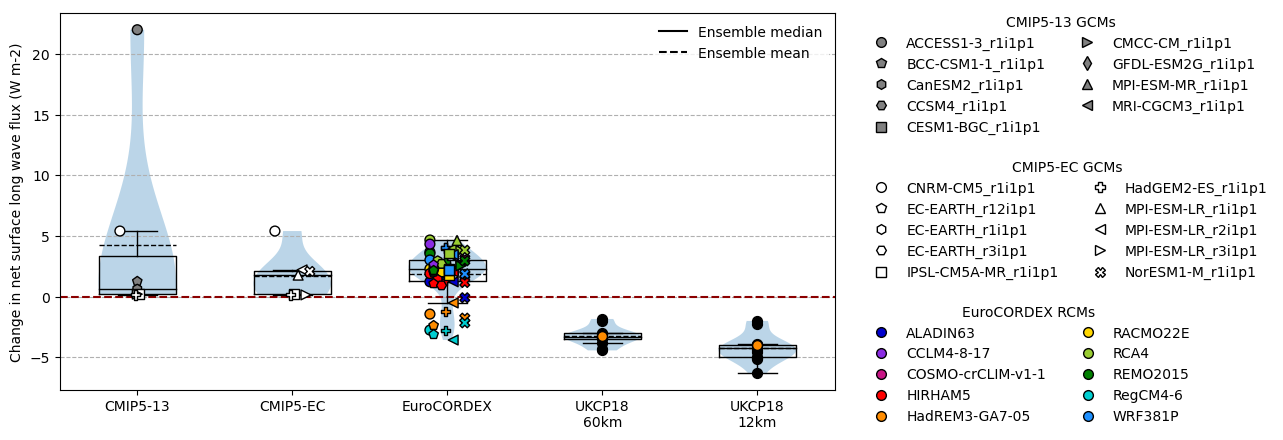 Change in net surface long wave flux (W m-2)
20
15
10
5
0
−5
Ensemble median
Ensemble mean
CMIP5-13
CMIP5-EC
EuroCORDEX
UKCP18
60km
UKCP18
12km
CMIP5-13 GCMs
ACCESS1-3_r1i1p1
BCC-CSM1-1_r1i1p1
CanESM2_r1i1p1
CCSM4_r1i1p1
CESM1-BGC_r1i1p1
CMCC-CM_r1i1p1
GFDL-ESM2G_r1i1p1
MPI-ESM-MR_r1i1p1
MRI-CGCM3_r1i1p1
CMIP5-EC GCMs
CNRM-CM5_r1i1p1
EC-EARTH_r12i1p1
EC-EARTH_r1i1p1
EC-EARTH_r3i1p1
IPSL-CM5A-MR_r1i1p1
HadGEM2-ES_r1i1p1
MPI-ESM-LR_r1i1p1
MPI-ESM-LR_r2i1p1
MPI-ESM-LR_r3i1p1
NorESM1-M_r1i1p1
EuroCORDEX RCMs
ALADIN63
CCLM4-8-17
COSMO-crCLIM-v1-1
HIRHAM5
HadREM3-GA7-05
RACMO22E
RCA4
REMO2015
RegCM4-6
WRF381P